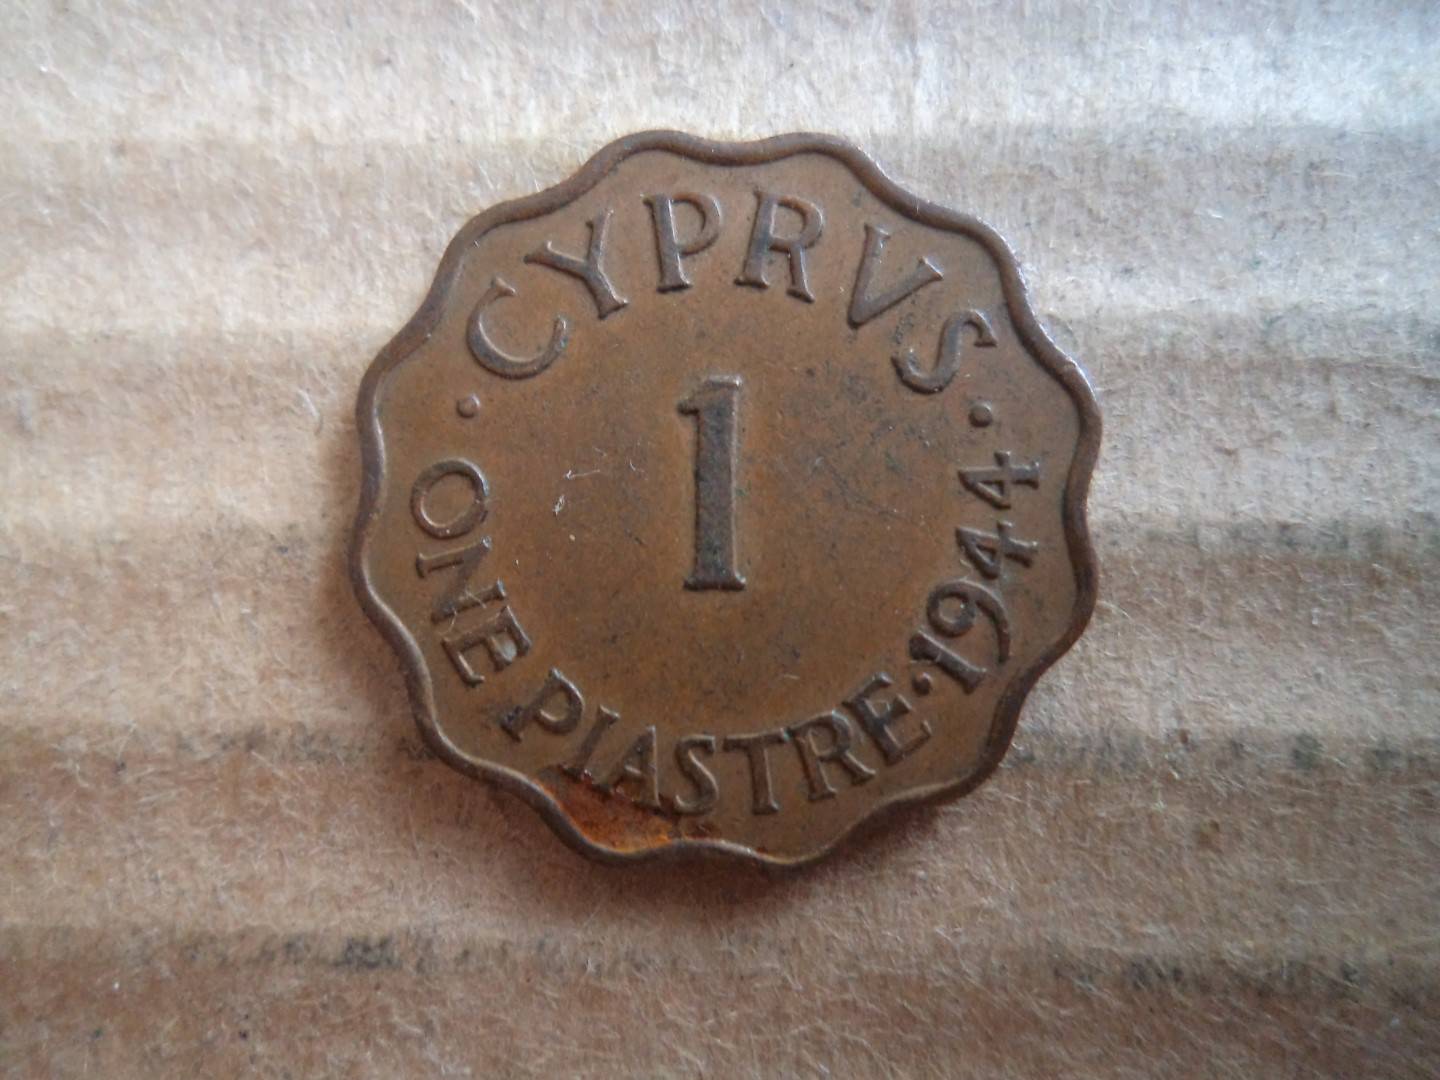 · CYPRVS ·
1
ONE PIASTRE · 1944